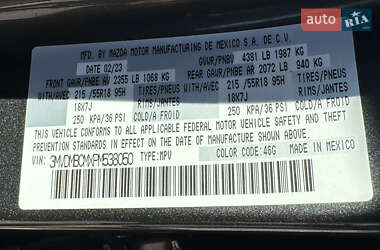 AUTO RIA
MFD. BY MAZDA MOTOR MANUFACTURING DE MEXICO S.A. DE C.V.
DATE 02/23 GVWR/PNBV 4381 LB 1987 KG
FRONT GAWR/PNBE AV 2355 LB 1068 KG REAR GAWR/PNBE AR 2072 LB 940 KG
WITH/AVEC 215/55R18 95H TIRES/PNEUS WITH/AVEC 215/55R18 95H TIRES/PNEUS
18X7J RIMS/JANTES 18X7J RIMS/JANTES
250 KPA/36 PSI COLD/A FROID 250 KPA/36 PSI COLD/A FROID
THIS VEHICLE CONFORMS TO ALL APPLICABLE FEDERAL MOTOR VEHICLE SAFETY AND THEFT
PREVENTION STANDARDS IN EFFECT ON THE DATE OF MANUFACTURE SHOWN ABOVE.
VIN: 3MVDMBCMXPM538050 TYPE: MPV COLOR CODE: 46G MADE IN MEXICO